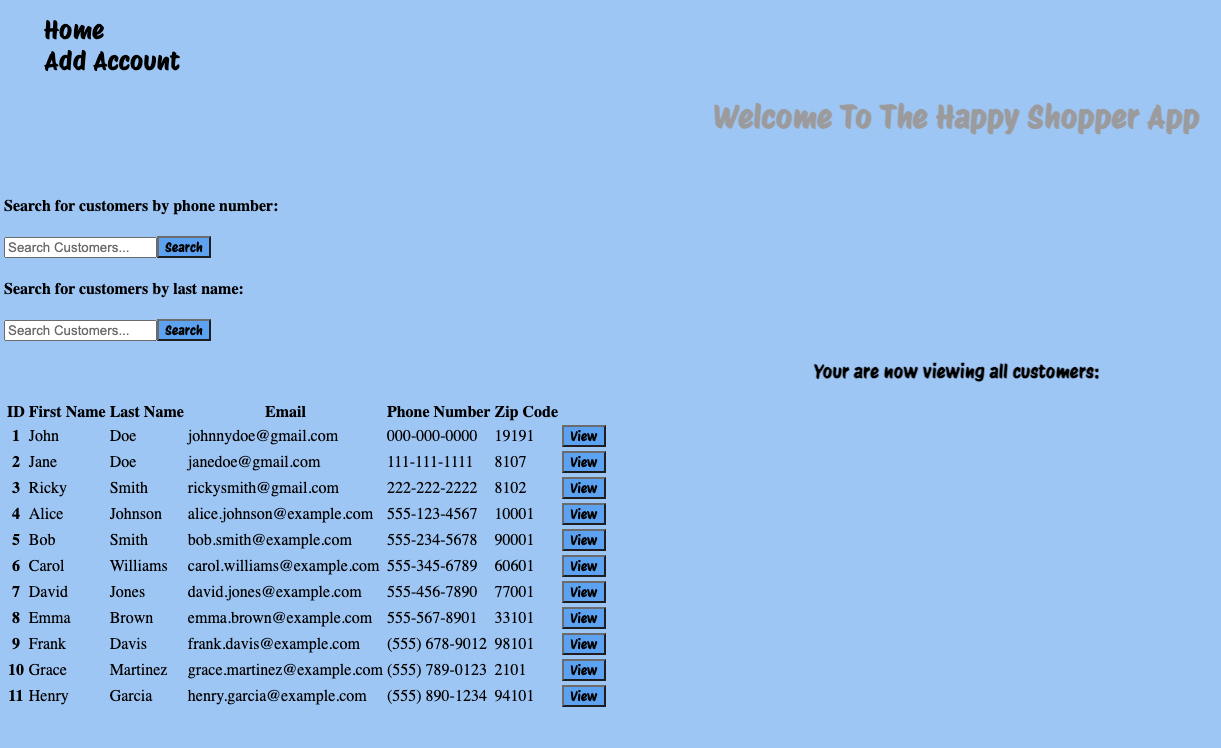 Home
Add Account
Welcome To The Happy Shopper App
Search for customers by phone number:
Search Customers... Search
Search for customers by last name:
Search Customers... Search
Your are now viewing all customers:
ID First Name Last Name Email Phone Number Zip Code
1 John Doe johnnydoe@gmail.com 000-000-0000 19191 View
2 Jane Doe janedoe@gmail.com 111-111-1111 8107 View
3 Ricky Smith rickysmith@gmail.com 222-222-2222 8102 View
4 Alice Johnson alice.johnson@example.com 555-123-4567 10001 View
5 Bob Smith bob.smith@example.com 555-234-5678 90001 View
6 Carol Williams carol.williams@example.com 555-345-6789 60601 View
7 David Jones david.jones@example.com 555-456-7890 77001 View
8 Emma Brown emma.brown@example.com 555-567-8901 33101 View
9 Frank Davis frank.davis@example.com (555) 678-9012 98101 View
10 Grace Martinez grace.martinez@example.com (555) 789-0123 2101 View
11 Henry Garcia henry.garcia@example.com (555) 890-1234 94101 View